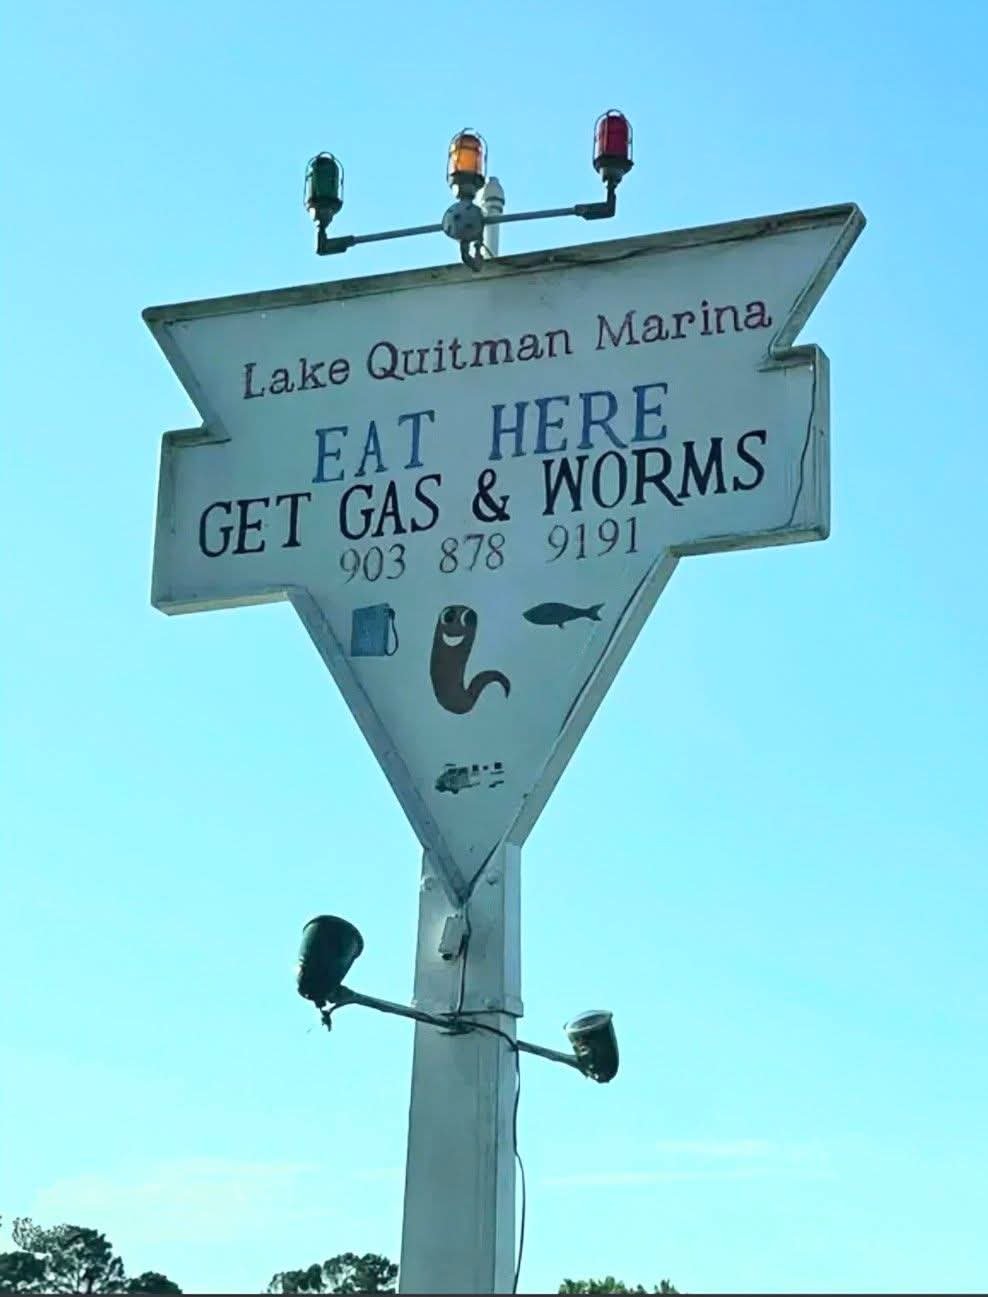 Lake Quitman Marina
EAT HERE
GET GAS & WORMS
903 878 9191